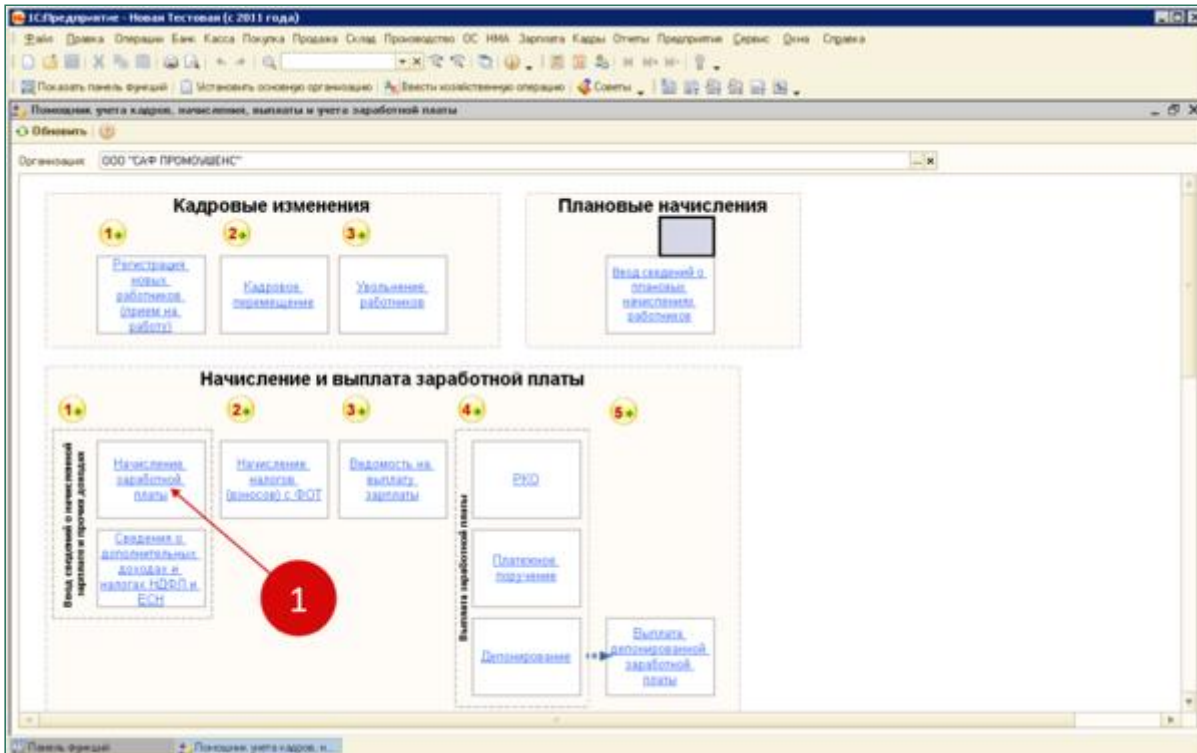 1С:Предприятие - Новая Тестовая (с 2011 года)
Файл Правка Операции Банк Касса Покупка Продажа Склад Производство ОС НМА Зарплата Кадры Отчеты Предприятие Сервис Окна Справка
Показать панель функций Установить основную организацию Ввести хозяйственную операцию Советы
Помощник учета кадров, начисления, выплаты и учета заработной платы
Обновить
Организация: ООО "САФ ПРОМОУШЕНС"
Кадровые изменения
1
2
3
Регистрация
новых
работников
(прием на
работу)
Кадровое
перемещение
Увольнение
работников
Плановые начисления
Ввод сведений о
плановых
начислениях
работников
Начисление и выплата заработной платы
1
2
3
4
5
Ввод сведений о начисленной
зарплате и прочих доходах
Начисление
заработной
платы
Сведения о
дополнительных
доходах и
налогах НДФЛ и
ЕСН
1
Начисление
налогов
(взносов) с ФОТ
Ведомость на
выплату
зарплаты
Выплата заработной платы
РКО
Платежное
поручение
Депонирование
Выплата
депонированной
заработной
платы
Панель функций
Помощник учета кадров, н...